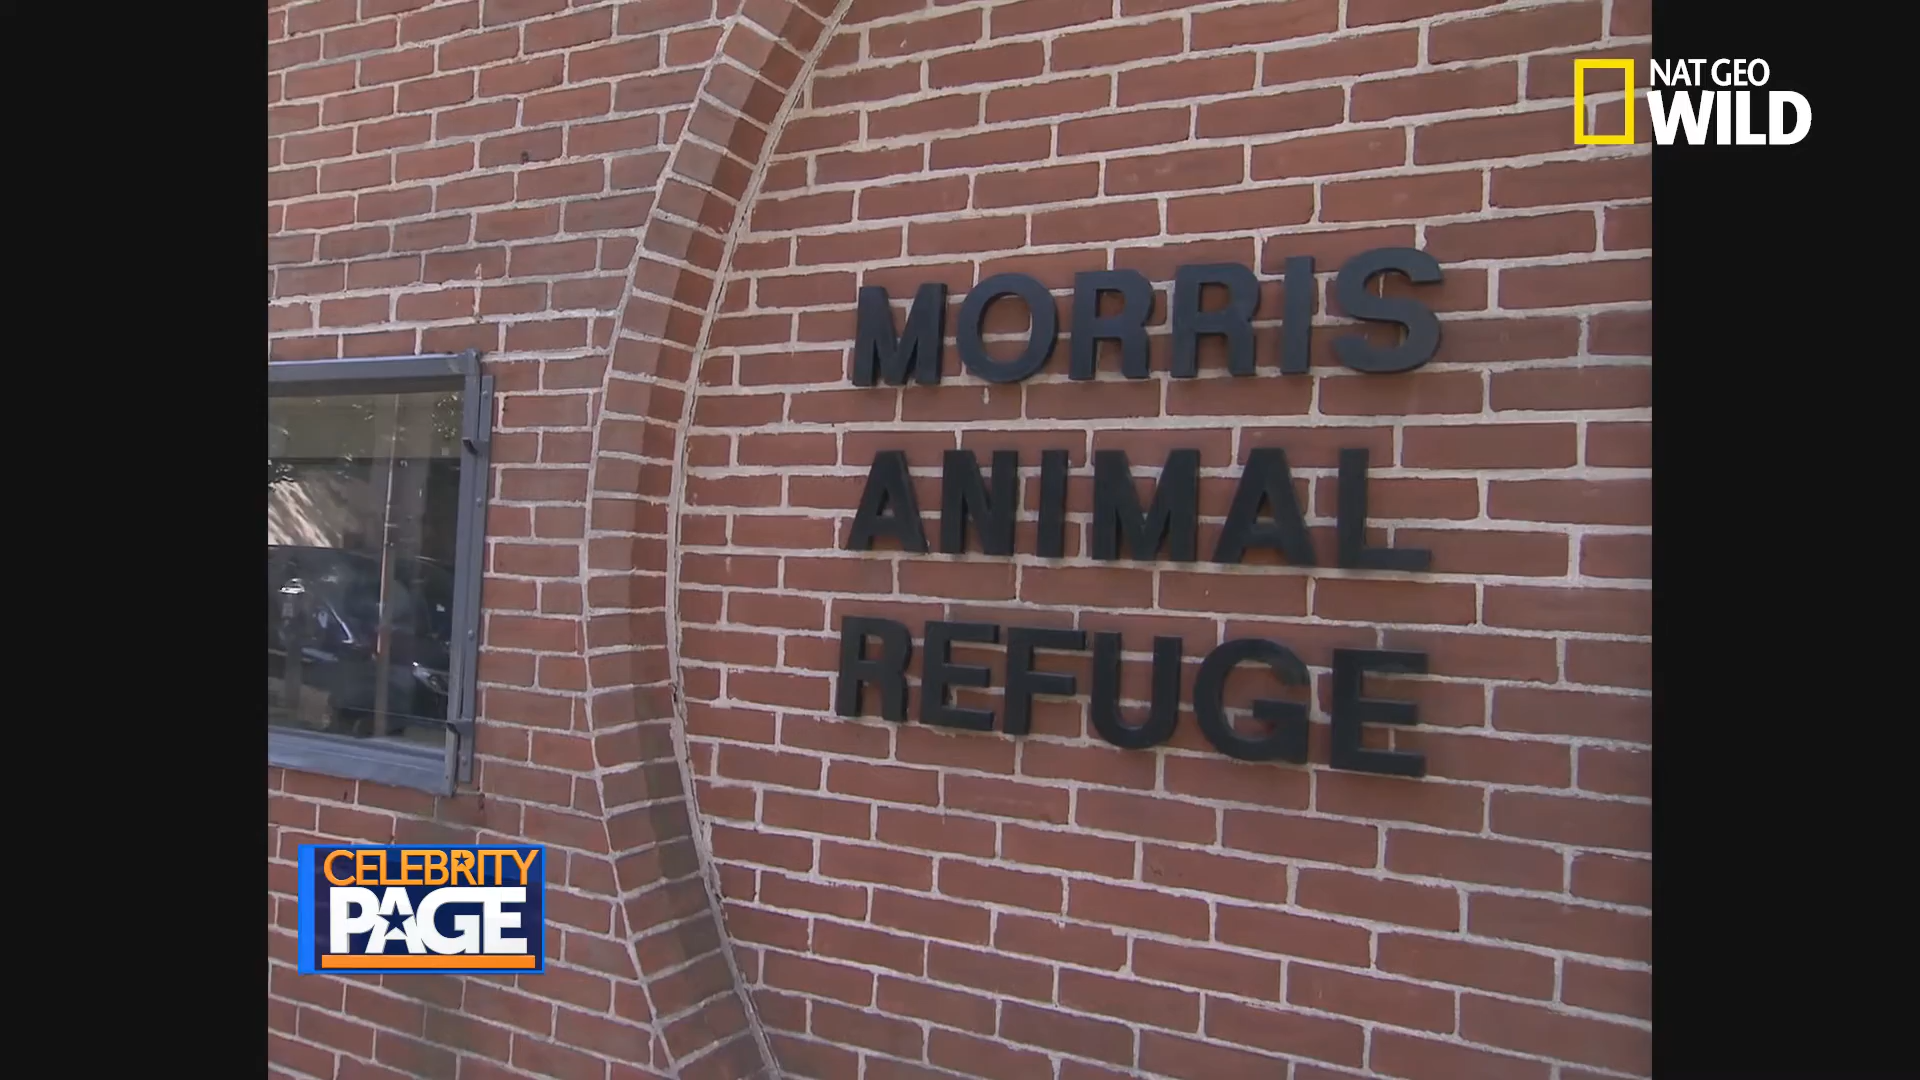 NAT GEO
WILD
MORRIS
ANIMAL
REFUGE
CELEBRITY
PAGE